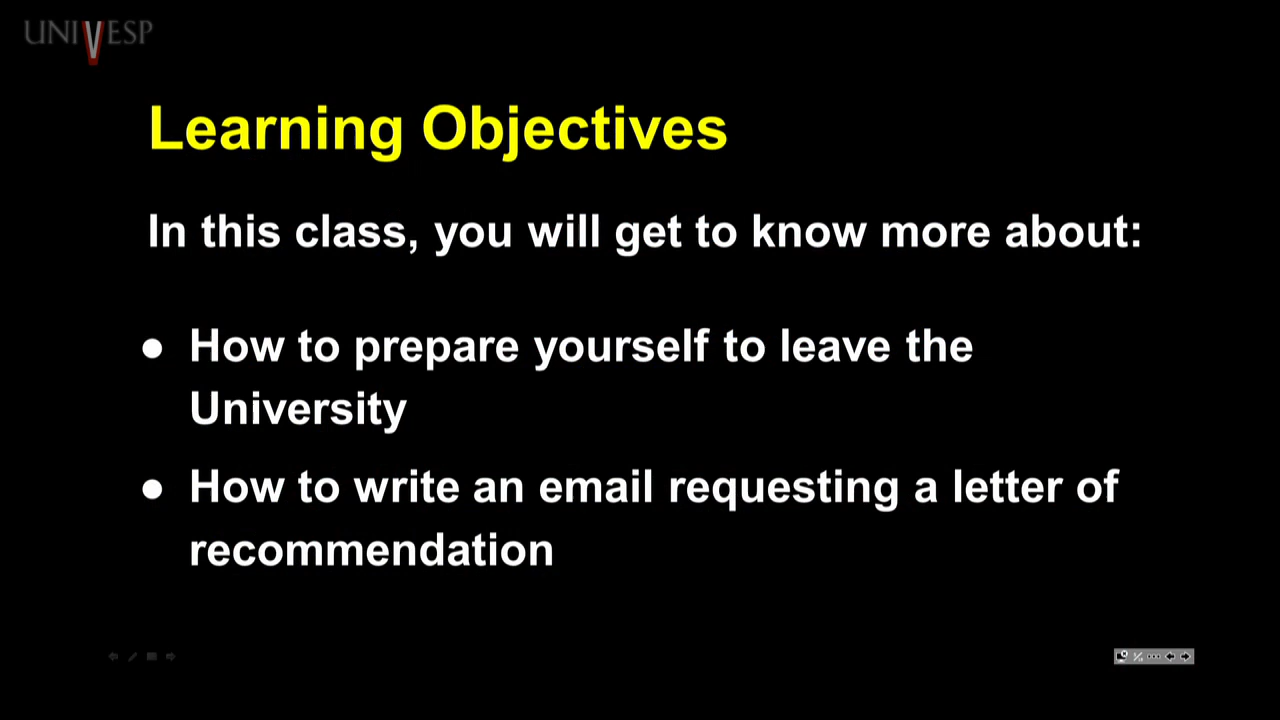 UNIVESP
Learning Objectives
In this class, you will get to know more about:
● How to prepare yourself to leave the
University
● How to write an email requesting a letter of
recommendation